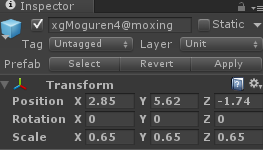 Inspector
xgMoguren4@moxing Static
Tag Untagged Layer Unit
Prefab Select Revert Apply
Transform
Position X 2.85 Y 5.62 Z -1.74
Rotation X 0 Y 0 Z 0
Scale X 0.65 Y 0.65 Z 0.65